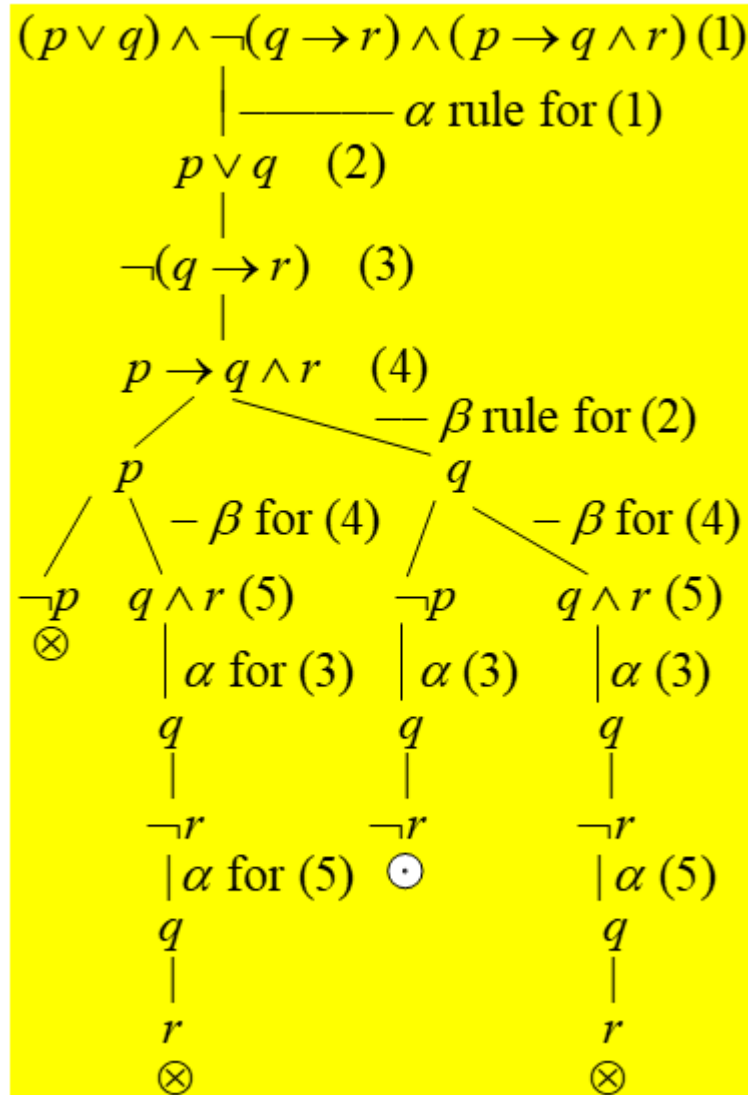 (p ∨ q) ∧ ¬(q → r) ∧ (p → q ∧ r) (1)
α rule for (1)
p ∨ q (2)
¬(q → r) (3)
p → q ∧ r (4)
β rule for (2)
p q
– β for (4) – β for (4)
¬p q ∧ r (5) ¬p q ∧ r (5)
⊗ α for (3) α (3) α (3)
q q q
¬r ¬r ¬r
α for (5) ⊙ α (5)
q q
r r
⊗ ⊗